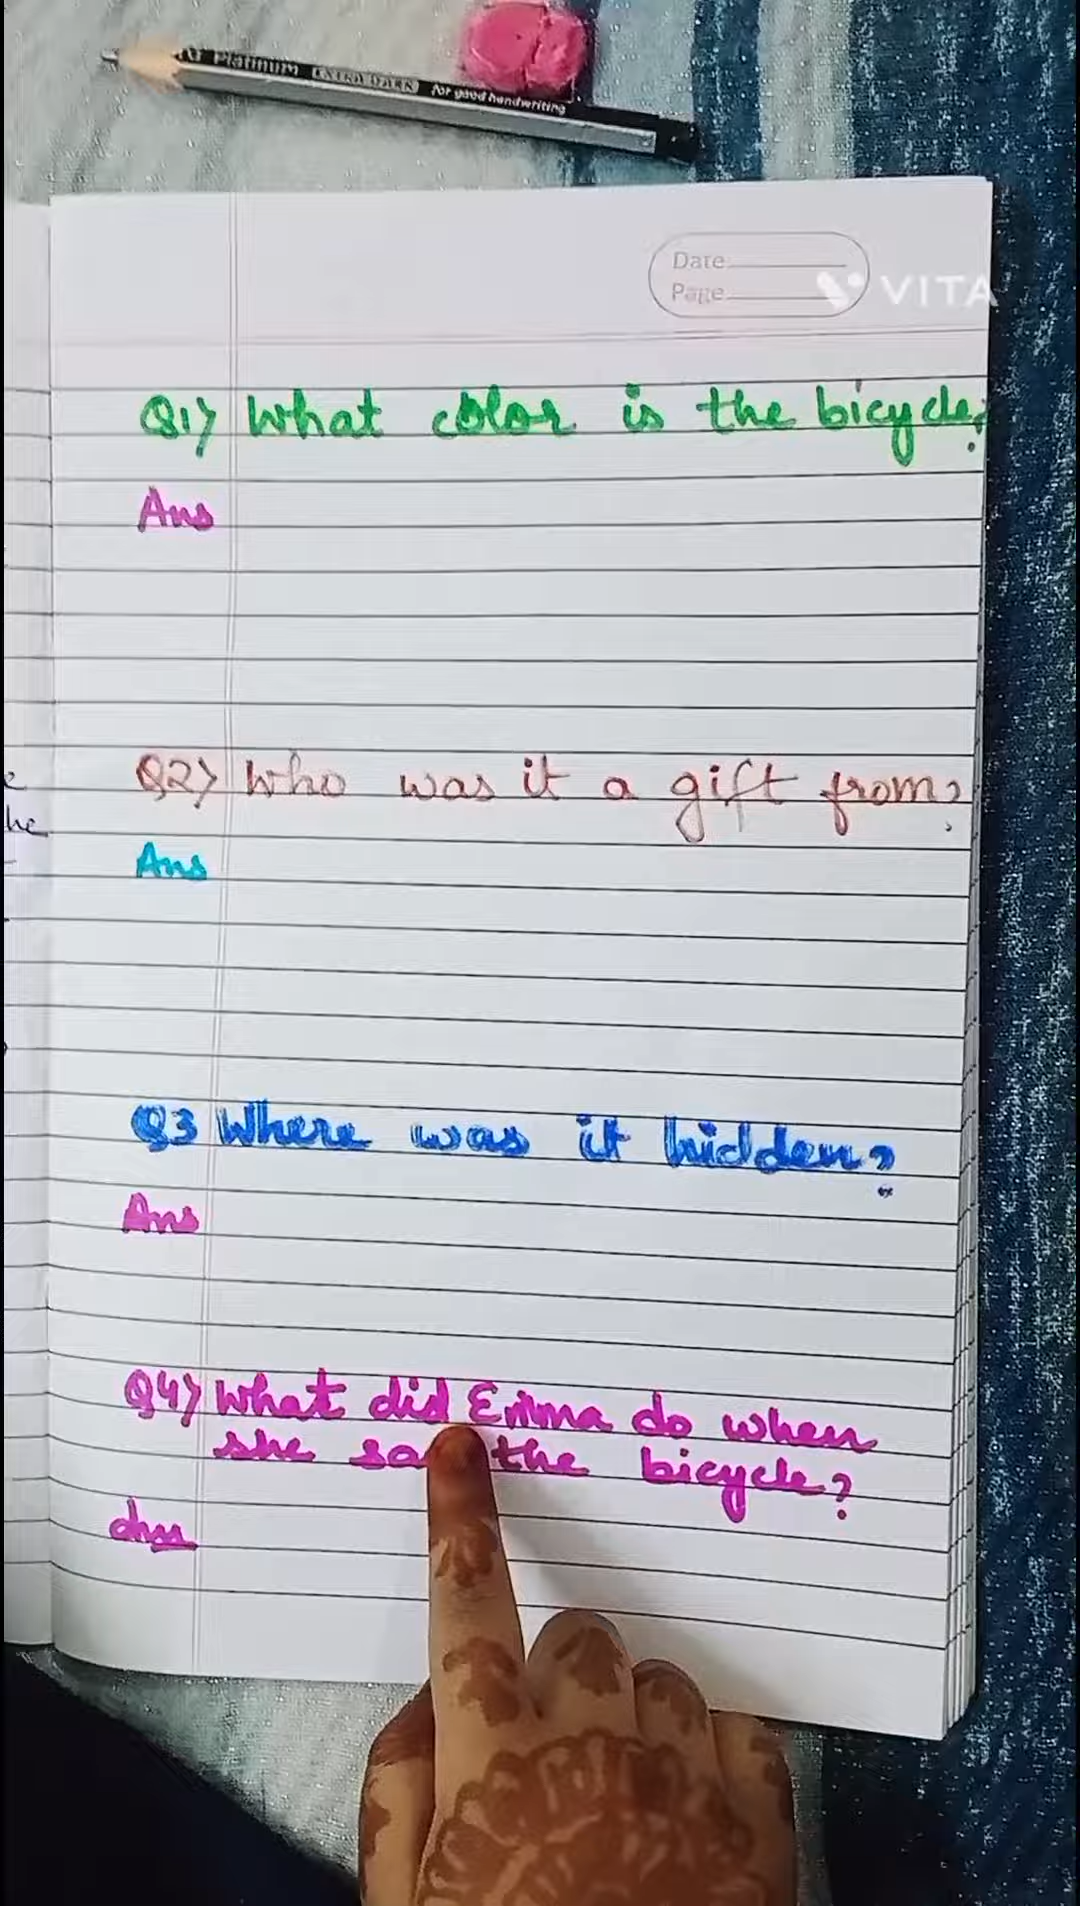 Platinum EXTRA DARK for good handwriting
Date
Page
VITA
Q1) What color is the bicycle?
Ans
Q2) Who was it a gift from?
Ans
he
Q3 Where was it hidden?
Ans
Q4) What did Emma do when
she the bicycle?
Ans